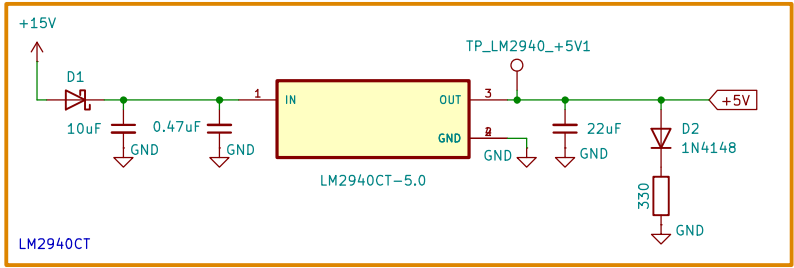 +15V
TP_LM2940_+5V1
D1
1
IN
OUT
3
+5V
10uF
0.47uF
GND
22uF
D2
1N4148
GND
GND
GND
GND
LM2940CT-5.0
330
GND
LM2940CT